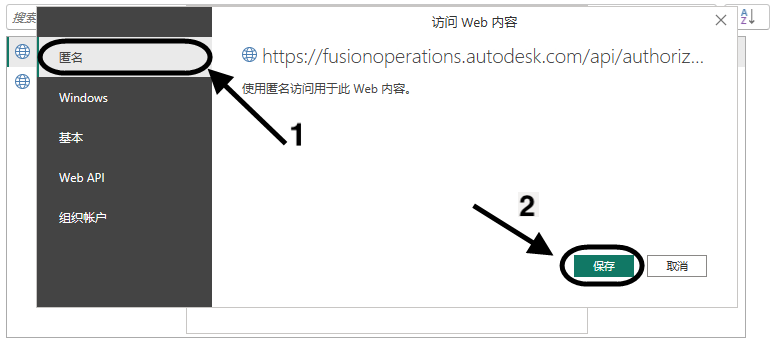 搜索
访问 Web 内容
匿名
Windows
基本
Web API
组织帐户
https://fusionoperations.autodesk.com/api/authoriz...
使用匿名访问用于此 Web 内容。
1
2
保存
取消
A
Z